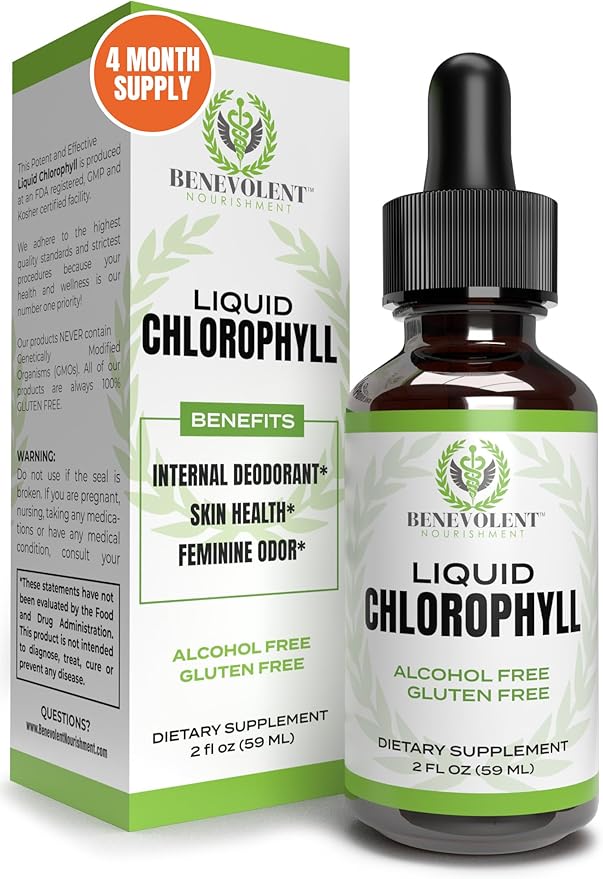 4 MONTH
SUPPLY
BENEVOLENT™
NOURISHMENT
LIQUID
CHLOROPHYLL
BENEFITS
INTERNAL DEODORANT*
SKIN HEALTH*
FEMININE ODOR*
ALCOHOL FREE
GLUTEN FREE
DIETARY SUPPLEMENT
2 fl oz (59 ML)
This Potent and Effective
Liquid Chlorophyll is produced
at an FDA registered, GMP and
Kosher certified facility.
We adhere to the highest
quality standards and strictest
procedures because your
health and wellness is our
number one priority!
Our products NEVER contain
Genetically Modified
Organisms (GMOs). All of our
products are always 100%
GLUTEN FREE.
WARNING:
Do not use if the seal is
broken. If you are pregnant,
nursing, taking any medica-
tions or have any medical
condition, consult your
*These statements have not
been evaluated by the Food
and Drug Administration.
This product is not intended
to diagnose, treat, cure or
prevent any disease.
QUESTIONS?
www.BenevolentNourishment.com
BENEVOLENT™
NOURISHMENT
LIQUID
CHLOROPHYLL
ALCOHOL FREE
GLUTEN FREE
DIETARY SUPPLEMENT
2 FL OZ (59 ML)